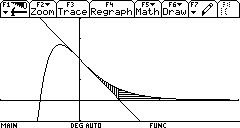 F1 F2 F3 F4 F5 F6 F7
Zoom Trace Regraph Math Draw
MAIN DEG AUTO FUNC